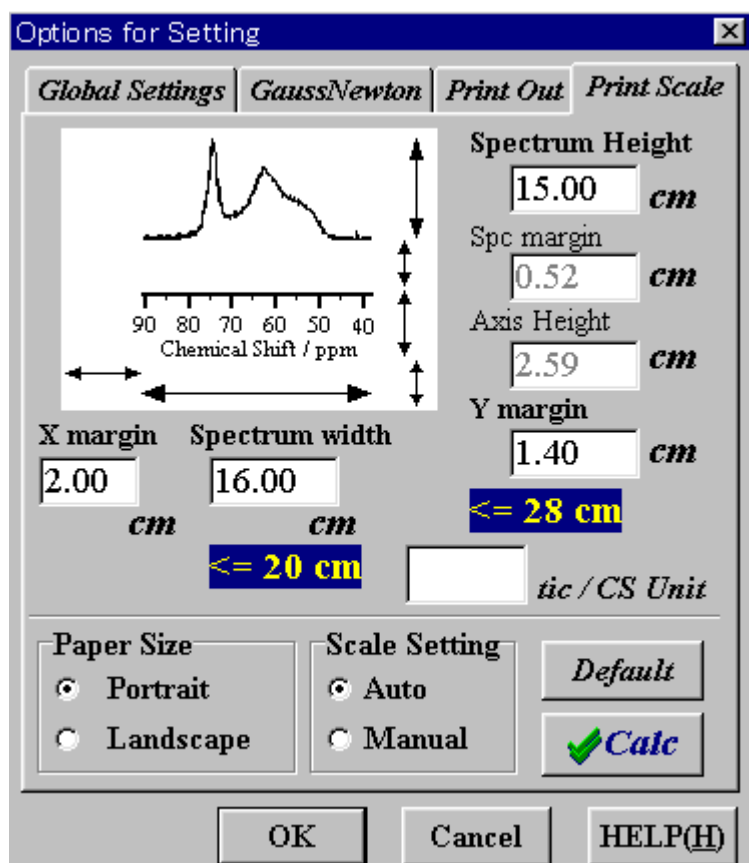 Options for Setting
Global Settings GaussNewton Print Out Print Scale
Spectrum Height
15.00 cm
Spc margin
0.52 cm
Axis Height
2.59 cm
Y margin
1.40 cm
<= 28 cm
90 80 70 60 50 40
Chemical Shift / ppm
X margin Spectrum width
2.00 16.00
cm cm
<= 20 cm
tic / CS Unit
Paper Size
Portrait
Landscape
Scale Setting
Auto
Manual
Default
Calc
OK Cancel HELP(H)